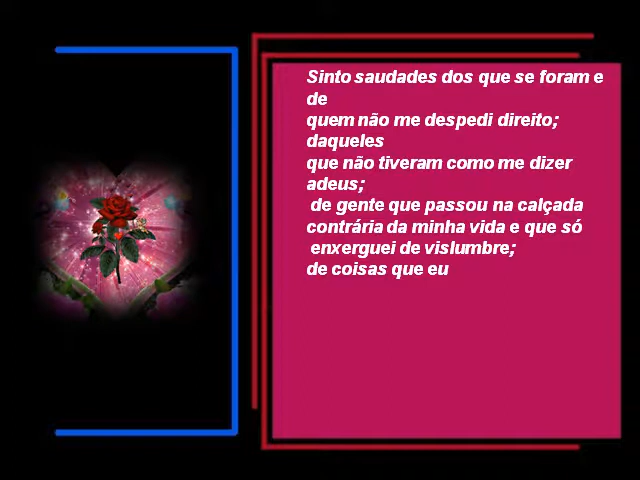 Sinto saudades dos que se foram e
de
quem não me despedi direito;
daqueles
que não tiveram como me dizer
adeus;
de gente que passou na calçada
contrária da minha vida e que só
enxerguei de vislumbre;
de coisas que eu